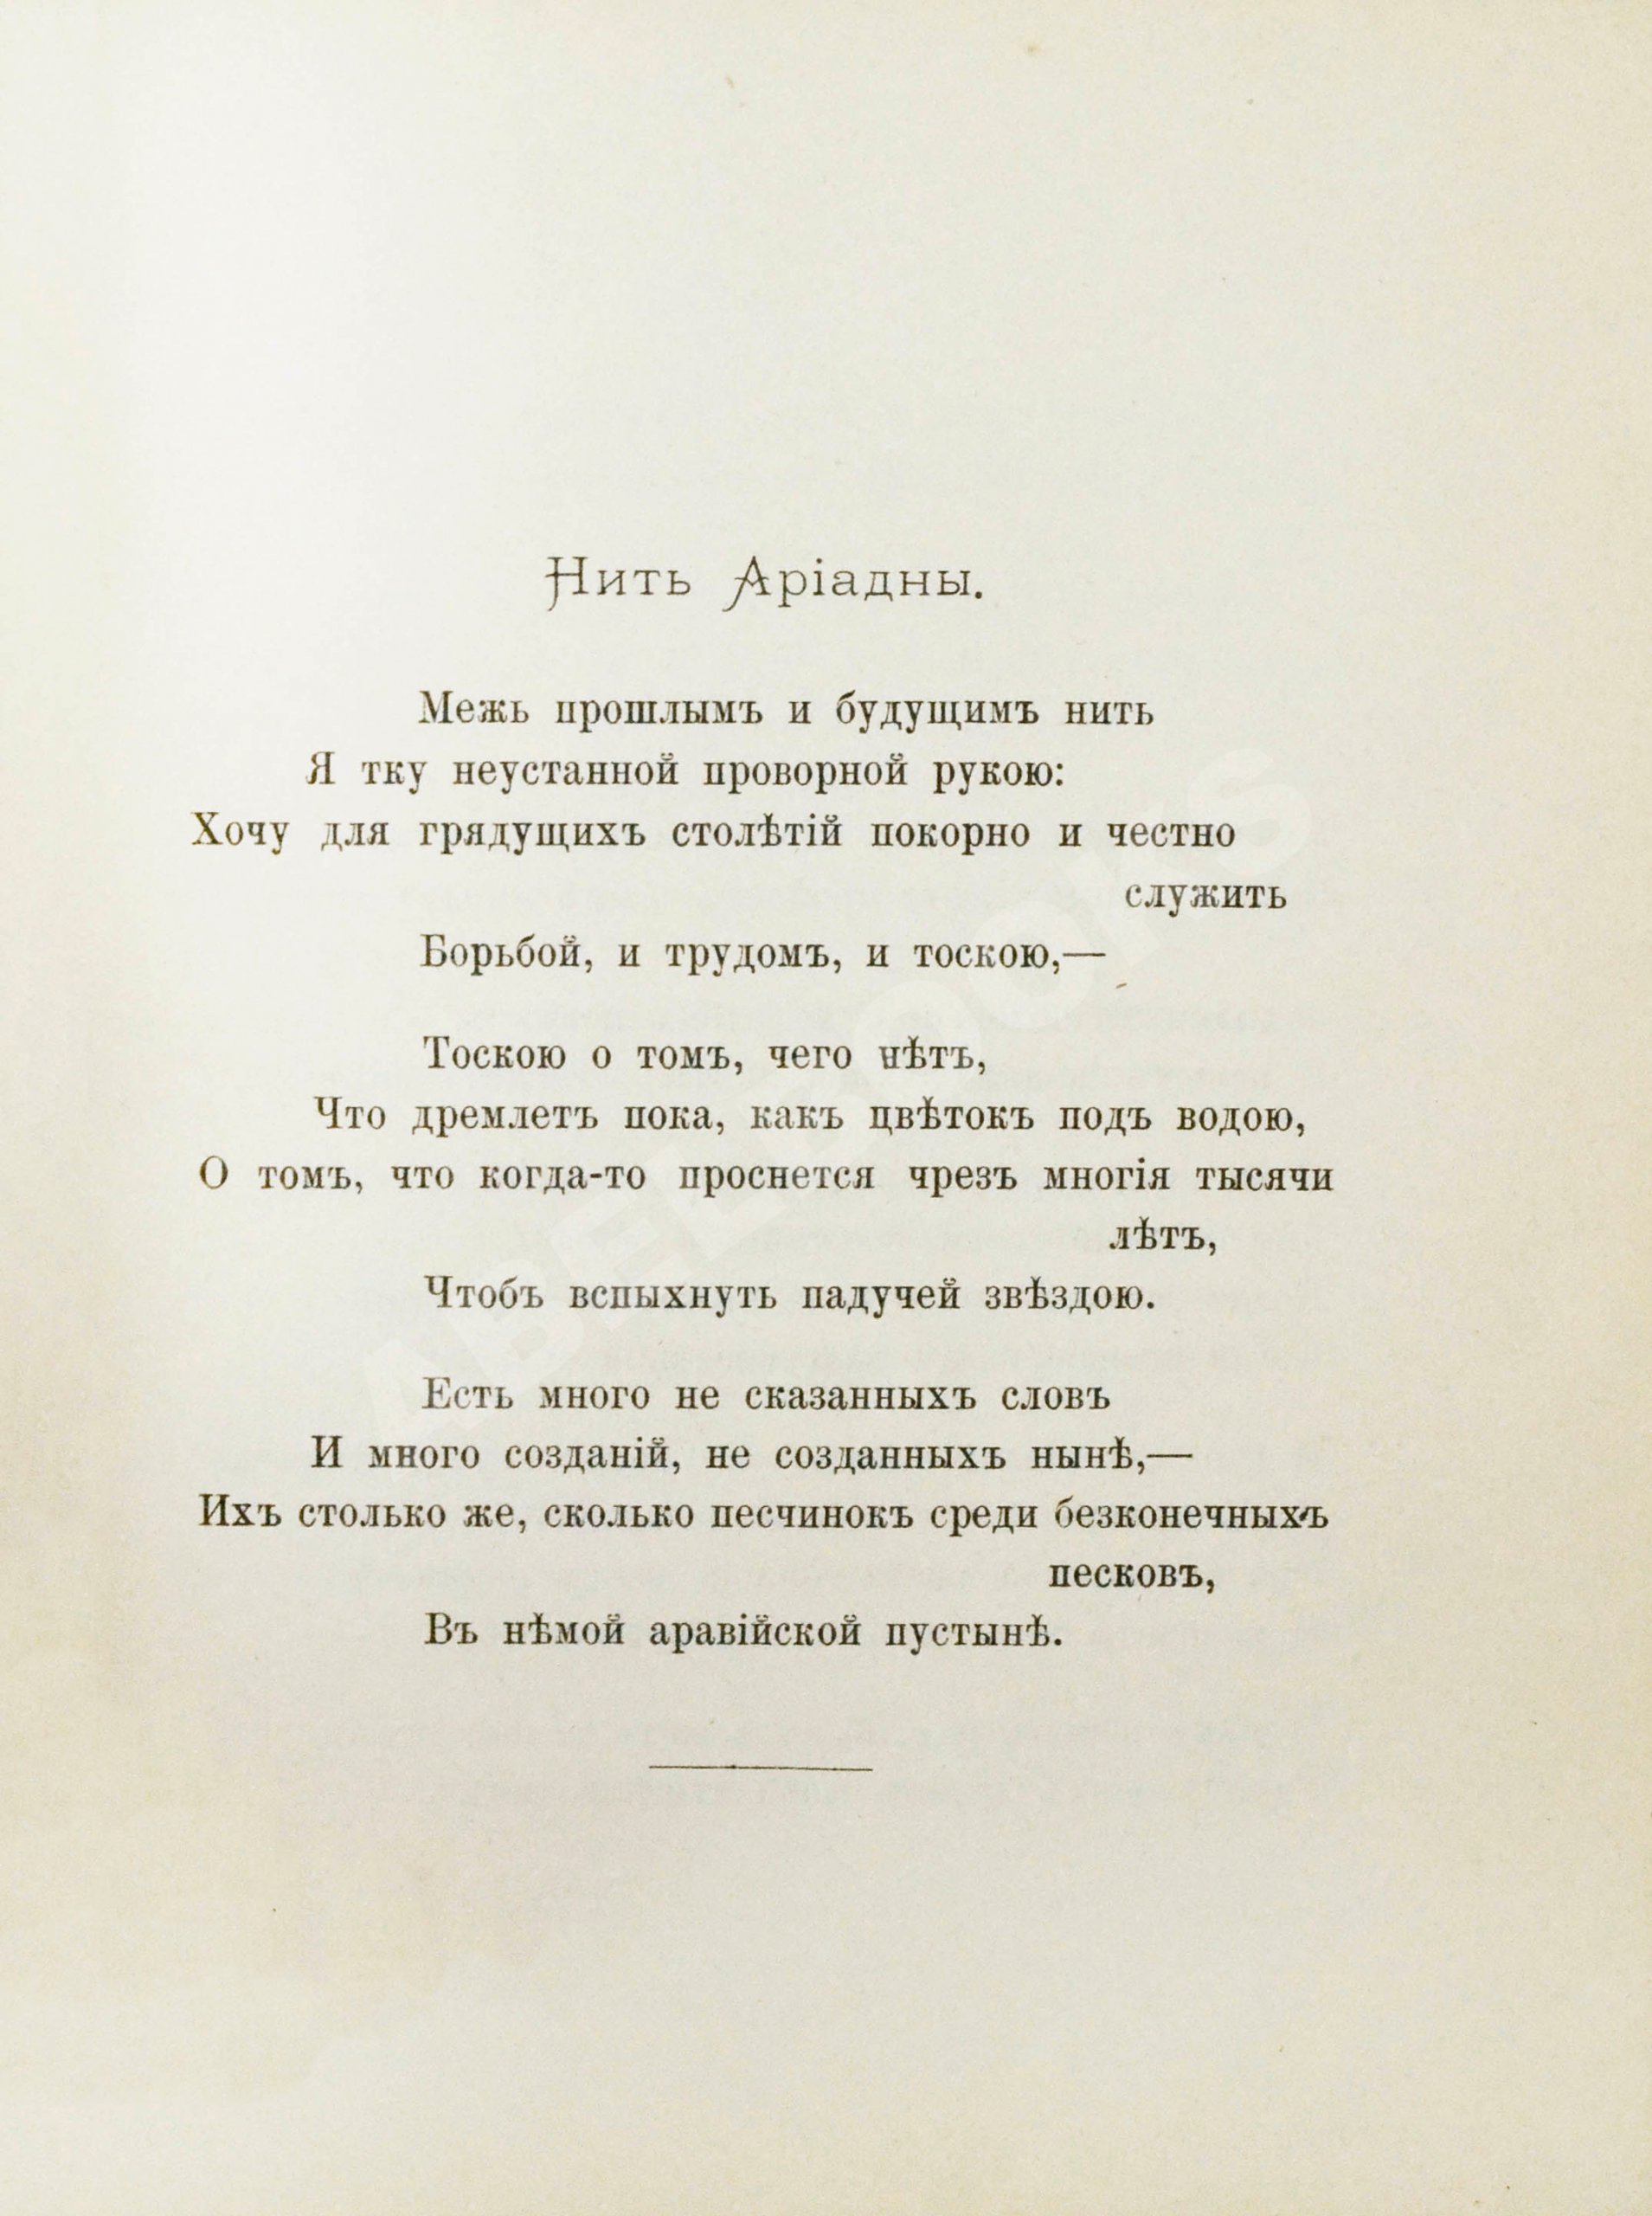 Нить Аріадны.
Межь прошлымъ и будущимъ нить
Я тку неустанной проворной рукою:
Хочу для грядущихъ столѣтій покорно и честно
служить
Борьбой, и трудомъ, и тоскою,—
Тоскою о томъ, чего нѣтъ,
Что дремлетъ пока, какъ цвѣтокъ подъ водою,
О томъ, что когда-то проснется чрезъ многія тысячи
лѣтъ,
Чтобъ вспыхнуть падучей звѣздою.
Есть много не сказанныхъ словъ
И много созданій, не созданныхъ нынѣ,—
Ихъ столько же, сколько песчинокъ среди безконечныхъ
песковъ,
Въ нѣмой аравійской пустынѣ.